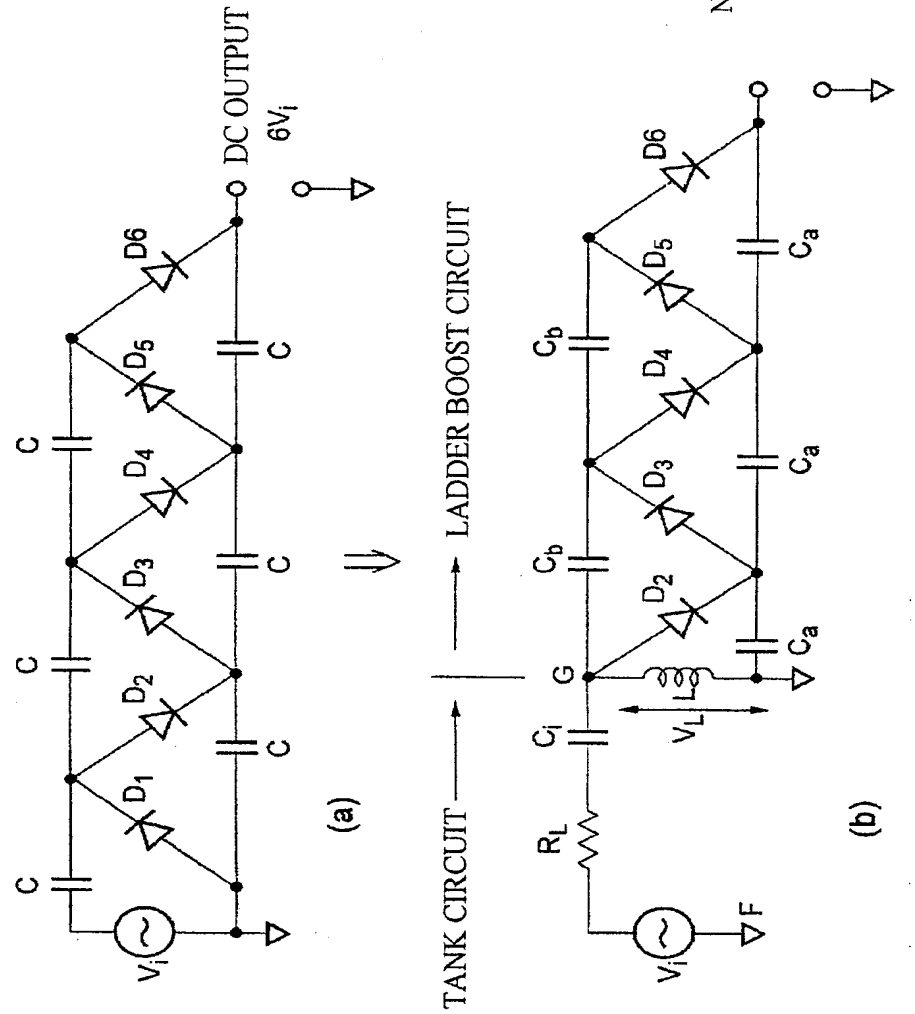 C
C
C
Vi
D1
D2
D3
D4
D5
D6
C
C
C
DC OUTPUT
6Vi
(a)
TANK CIRCUIT
LADDER BOOST CIRCUIT
Vi
F
RL
Ci
G
L
VL
Cb
Cb
D2
D3
D4
D5
D6
Ca
Ca
Ca
(b)
N